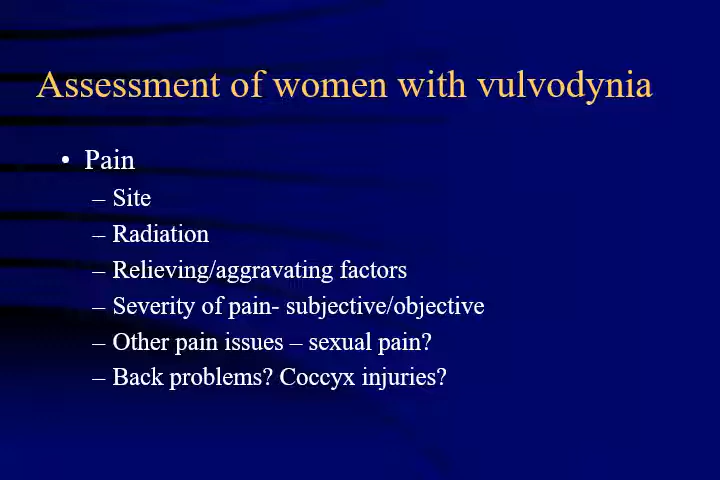 Assessment of women with vulvodynia
• Pain
– Site
– Radiation
– Relieving/aggravating factors
– Severity of pain- subjective/objective
– Other pain issues – sexual pain?
– Back problems? Coccyx injuries?